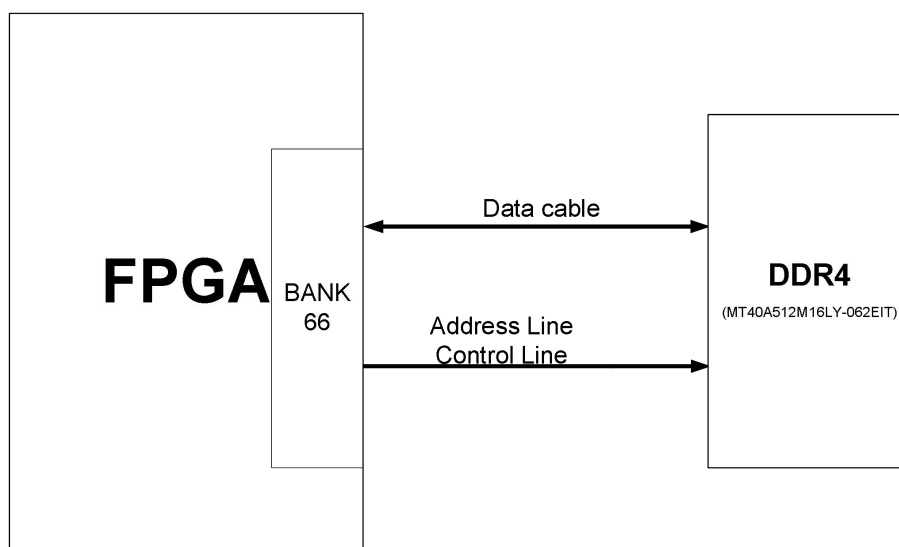 FPGA
BANK
66
Data cable
Address Line
Control Line
DDR4
(MT40A512M16LY-062EIT)